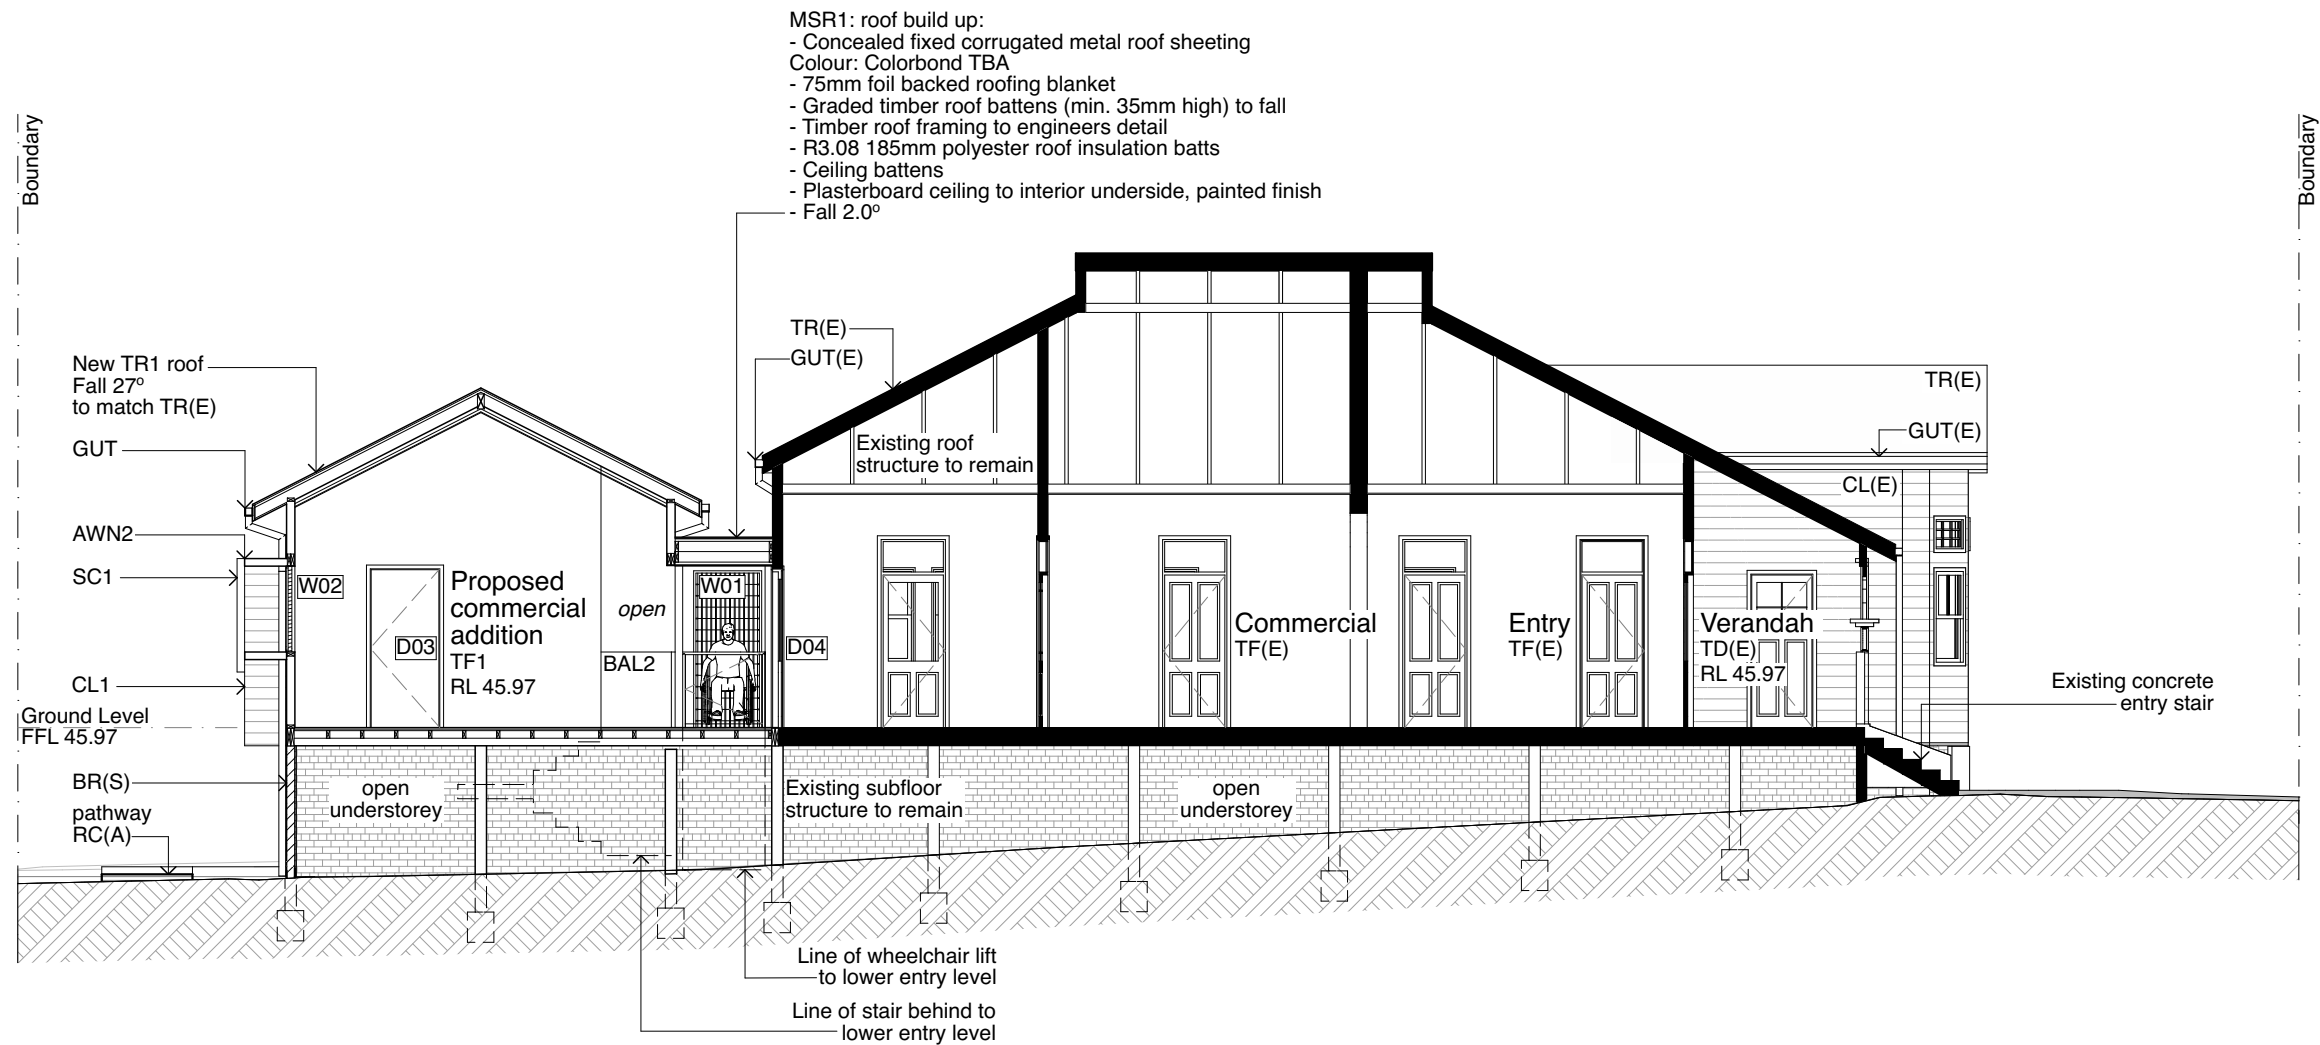 MSR1: roof build up:
- Concealed fixed corrugated metal roof sheeting
Colour: Colorbond TBA
- 75mm foil backed roofing blanket
- Graded timber roof battens (min. 35mm high) to fall
- Timber roof framing to engineers detail
- R3.08 185mm polyester roof insulation batts
- Ceiling battens
- Plasterboard ceiling to interior underside, painted finish
- Fall 2.0º
Boundary
Boundary
TR(E)
GUT(E)
New TR1 roof
Fall 27º
to match TR(E)
GUT
AWN2
SC1
CL1
Ground Level
FFL 45.97
BR(S)
pathway
RC(A)
W02
D03
Proposed
commercial
addition
TF1
RL 45.97
open
BAL2
W01
D04
Existing roof
structure to remain
Commercial
TF(E)
Entry
TF(E)
Verandah
TD(E)
RL 45.97
TR(E)
GUT(E)
CL(E)
Existing concrete
entry stair
open
understorey
Existing subfloor
structure to remain
open
understorey
Line of wheelchair lift
to lower entry level
Line of stair behind to
lower entry level